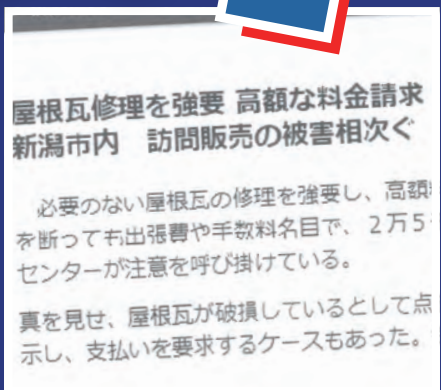 屋根瓦修理を強要 高額な料金請求
新潟市内 訪問販売の被害相次ぐ
必要のない屋根瓦の修理を強要し、高額
を断っても出張費や手数料名目で、2万5
センターが注意を呼び掛けている。
真を見せ、屋根瓦が破損しているとして点
示し、支払いを要求するケースもあった。